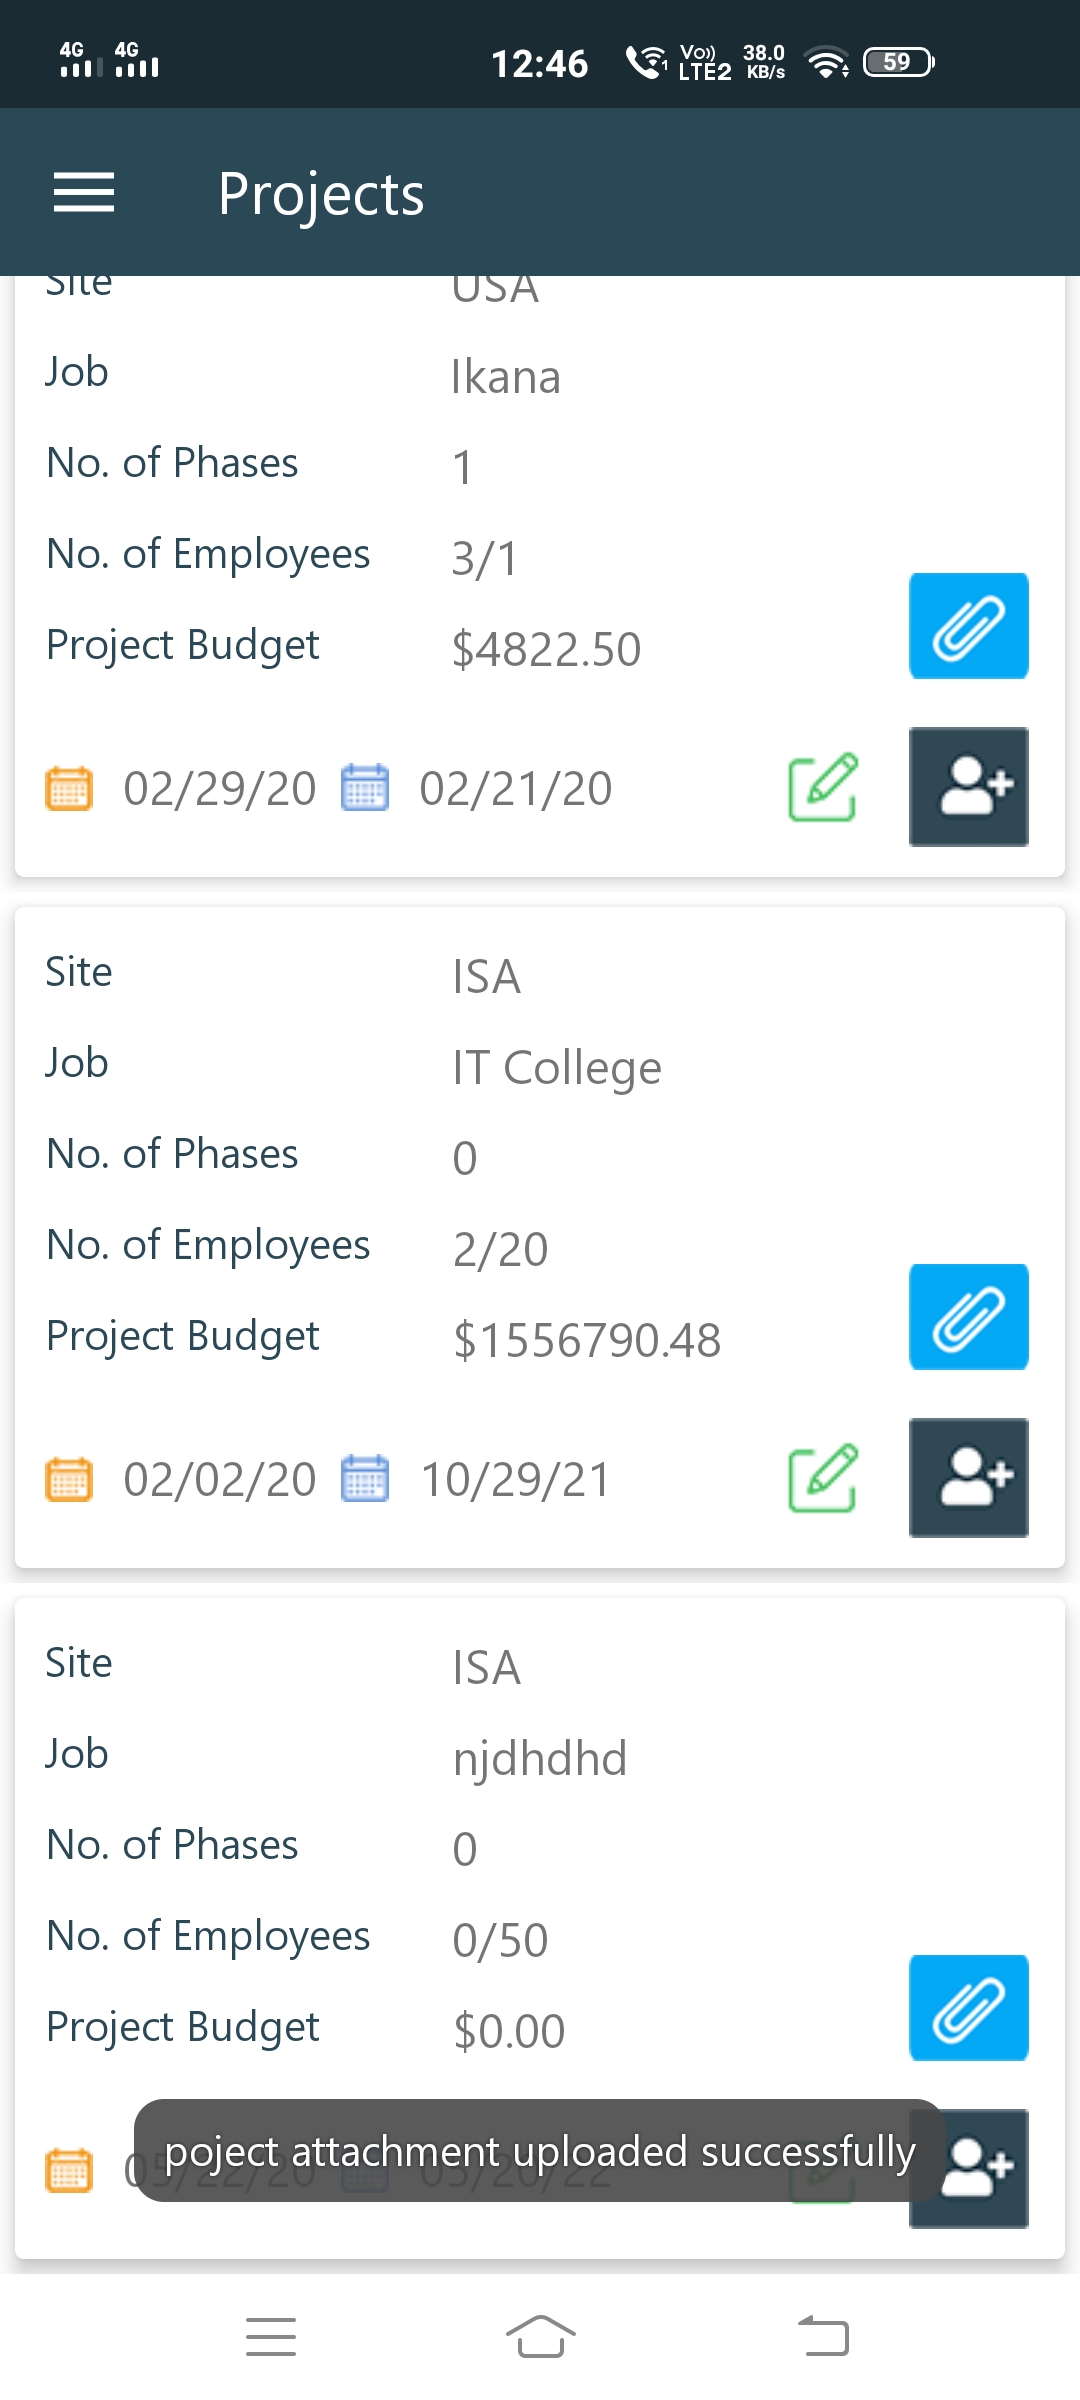 4G 4G 12:46 1 Vo)) LTE2 38.0 KB/s 59
Projects
Site USA
Job Ikana
No. of Phases 1
No. of Employees 3/1
Project Budget $4822.50
02/29/20 02/21/20
Site ISA
Job IT College
No. of Phases 0
No. of Employees 2/20
Project Budget $1556790.48
02/02/20 10/29/21
Site ISA
Job njdhdhd
No. of Phases 0
No. of Employees 0/50
Project Budget $0.00
poject attachment uploaded successfully